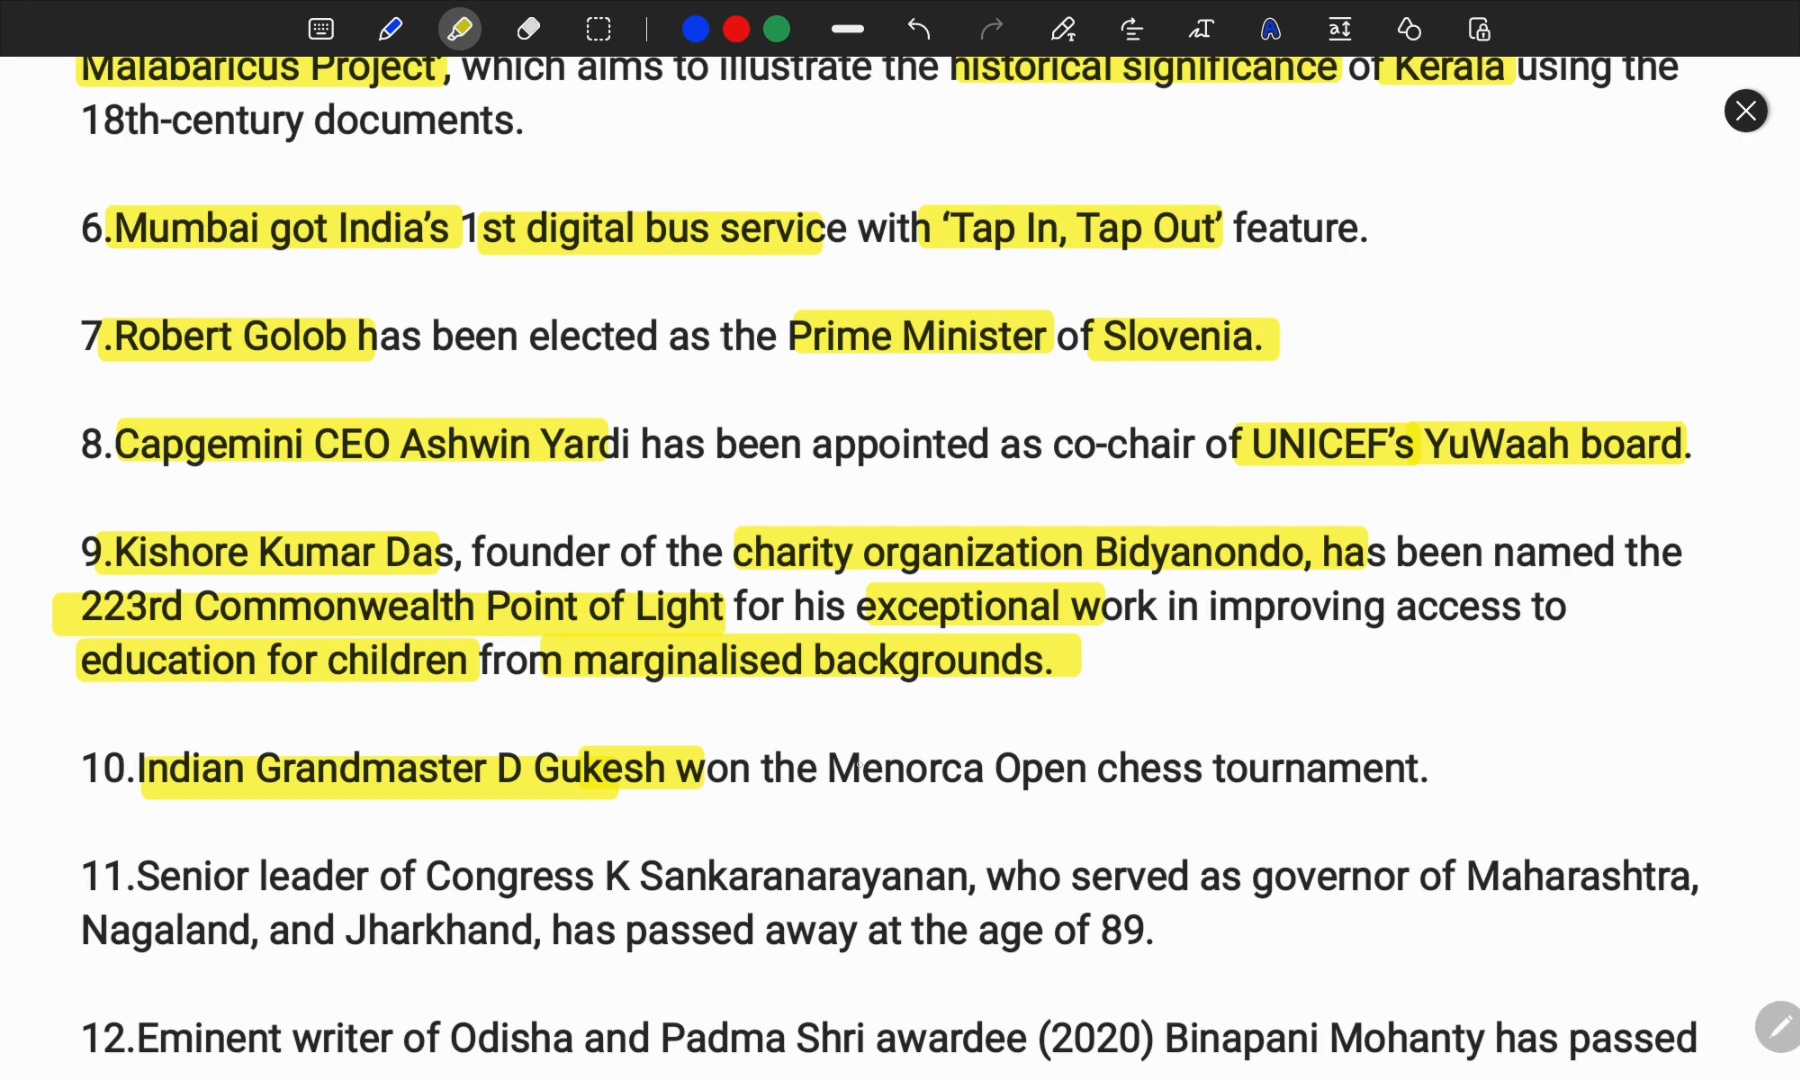 Malabaricus Project’, which aims to illustrate the historical significance of Kerala using the
18th-century documents.
6.Mumbai got India’s 1st digital bus service with ‘Tap In, Tap Out’ feature.
7.Robert Golob has been elected as the Prime Minister of Slovenia.
8.Capgemini CEO Ashwin Yardi has been appointed as co-chair of UNICEF’s YuWaah board.
9.Kishore Kumar Das, founder of the charity organization Bidyanondo, has been named the
223rd Commonwealth Point of Light for his exceptional work in improving access to
education for children from marginalised backgrounds.
10.Indian Grandmaster D Gukesh won the Menorca Open chess tournament.
11.Senior leader of Congress K Sankaranarayanan, who served as governor of Maharashtra,
Nagaland, and Jharkhand, has passed away at the age of 89.
12.Eminent writer of Odisha and Padma Shri awardee (2020) Binapani Mohanty has passed